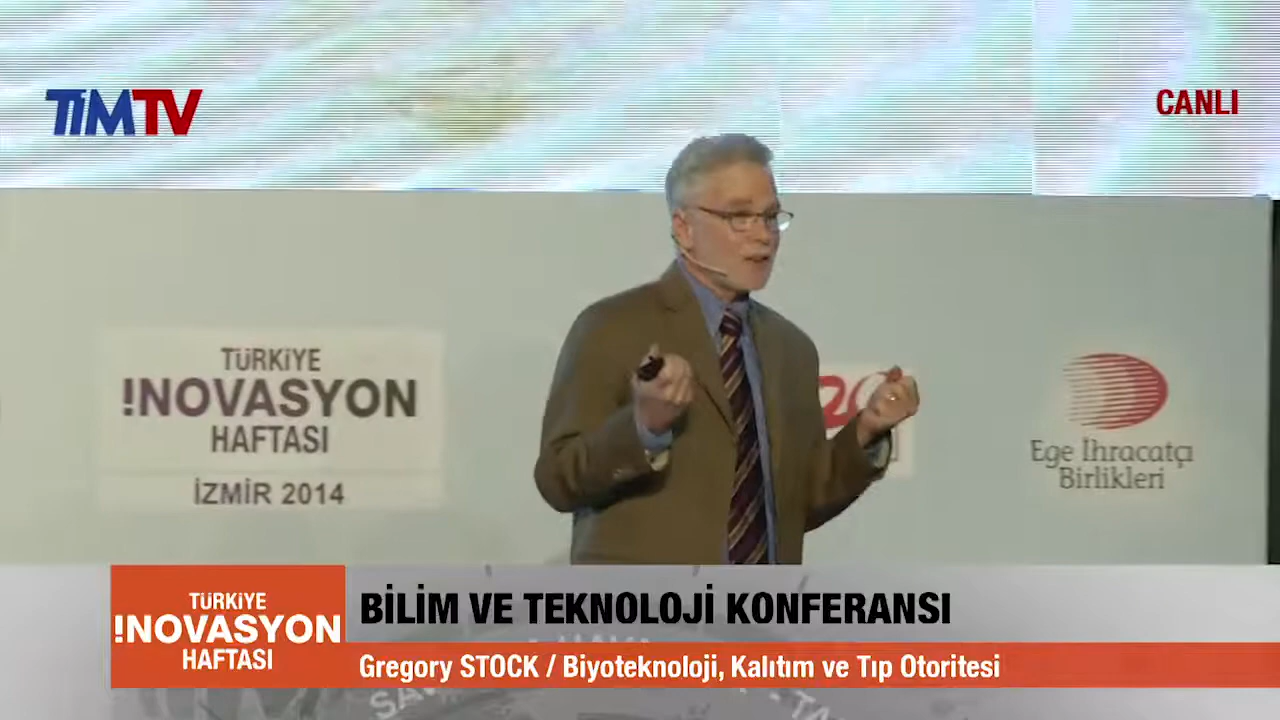 TİMTV
CANLI
TÜRKİYE
!NOVASYON
HAFTASI
İZMİR 2014
Ege İhracatçı
Birlikleri
TÜRKİYE
!NOVASYON
HAFTASI
BİLİM VE TEKNOLOJİ KONFERANSI
Gregory STOCK / Biyoteknoloji, Kalıtım ve Tıp Otoritesi